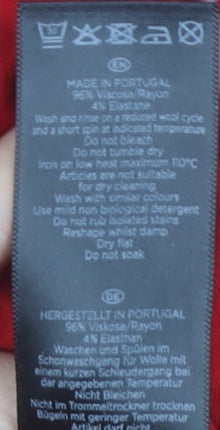 30
EN
MADE IN PORTUGAL
96% Viscose/Rayon
4% Elastane
Wash and rinse on a reduced wool cycle
and a short spin at indicated temperature
Do not bleach
Do not tumble dry
Iron on low heat maximum 110°C
Articles are not suitable
for dry cleaning
Wash with similar colours
Use mild non biological detergent
Do not rub isolated stains
Reshape whilst damp
Dry flat
Do not soak
DE
HERGESTELLT IN PORTUGAL
96% Viskose/Rayon
4% Elasthan
Waschen und Spülen im
Schonwaschgang für Wolle mit
einem kurzen Schleudergang bei
der angegebenen Temperatur
Nicht Bleichen
Nicht im Trommeltrockner trocknen
Bügeln mit geringer Temperatur
Artikel darf nicht